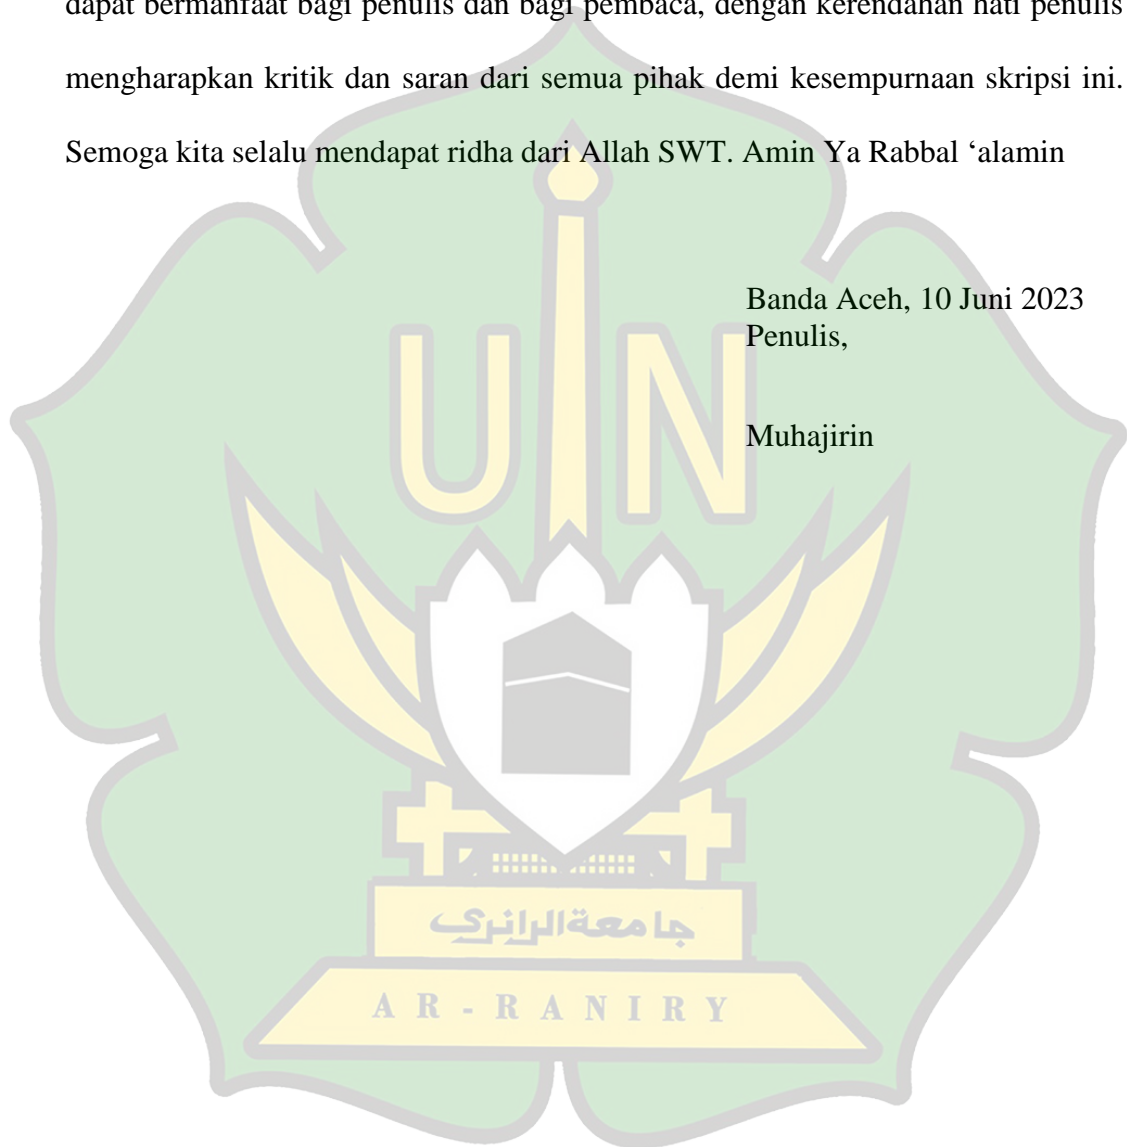 dapat bermanfaat bagi penulis dan bagi pembaca, dengan kerendahan hati penulis
mengharapkan kritik dan saran dari semua pihak demi kesempurnaan skripsi ini.
Semoga kita selalu mendapat ridha dari Allah SWT. Amin Ya Rabbal ‘alamin
Banda Aceh, 10 Juni 2023
Penulis,
UIN
Muhajirin
جامعة الرانري
AR-RANIRY